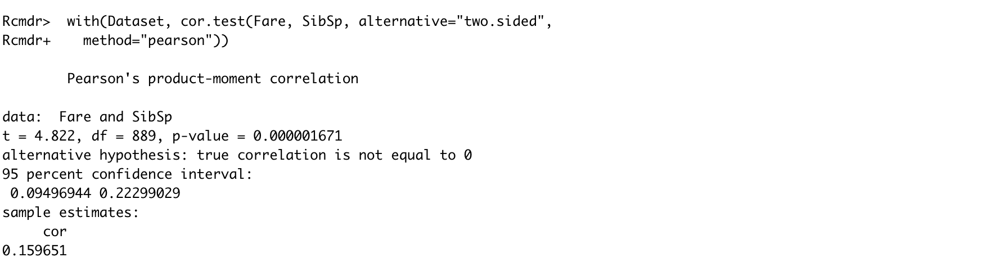 Rcmdr>  with(Dataset, cor.test(Fare, SibSp, alternative="two.sided",
Rcmdr+    method="pearson"))
Pearson's product-moment correlation
data:  Fare and SibSp
t = 4.822, df = 889, p-value = 0.000001671
alternative hypothesis: true correlation is not equal to 0
95 percent confidence interval:
0.09496944 0.22299029
sample estimates:
cor
0.159651